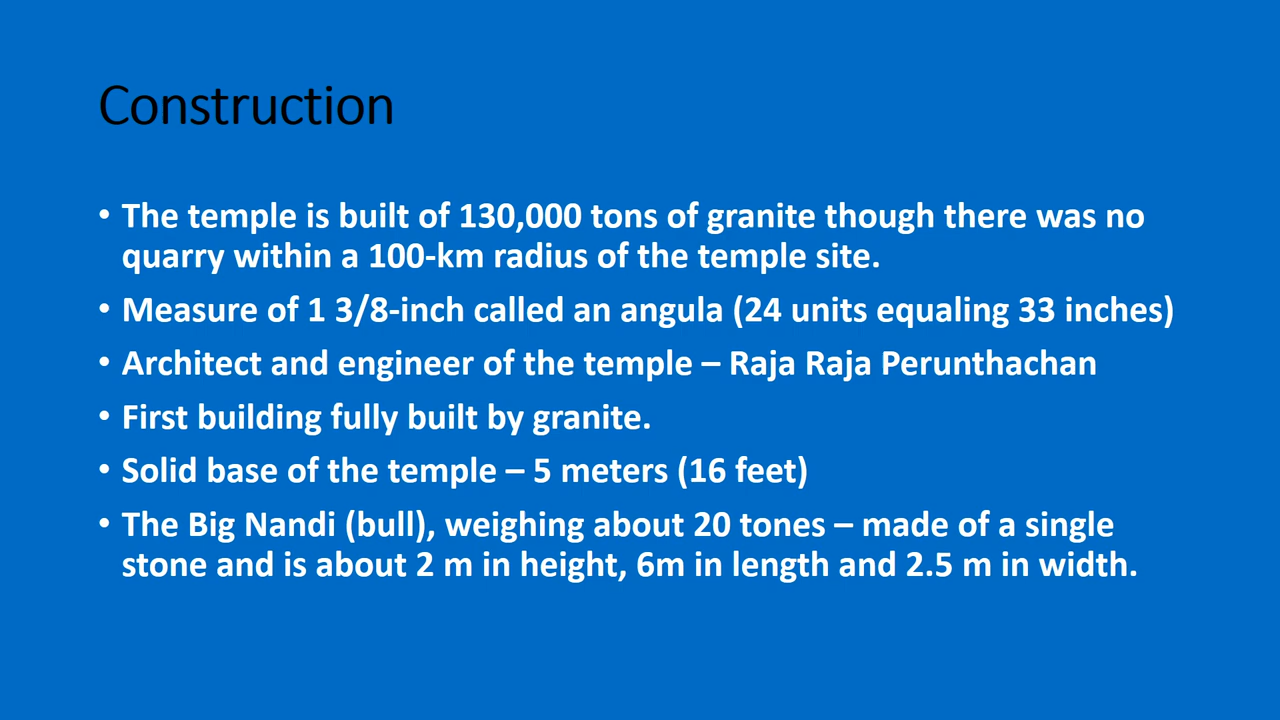 Construction
• The temple is built of 130,000 tons of granite though there was no
quarry within a 100-km radius of the temple site.
• Measure of 1 3/8-inch called an angula (24 units equaling 33 inches)
• Architect and engineer of the temple – Raja Raja Perunthachan
• First building fully built by granite.
• Solid base of the temple – 5 meters (16 feet)
• The Big Nandi (bull), weighing about 20 tones – made of a single
stone and is about 2 m in height, 6m in length and 2.5 m in width.